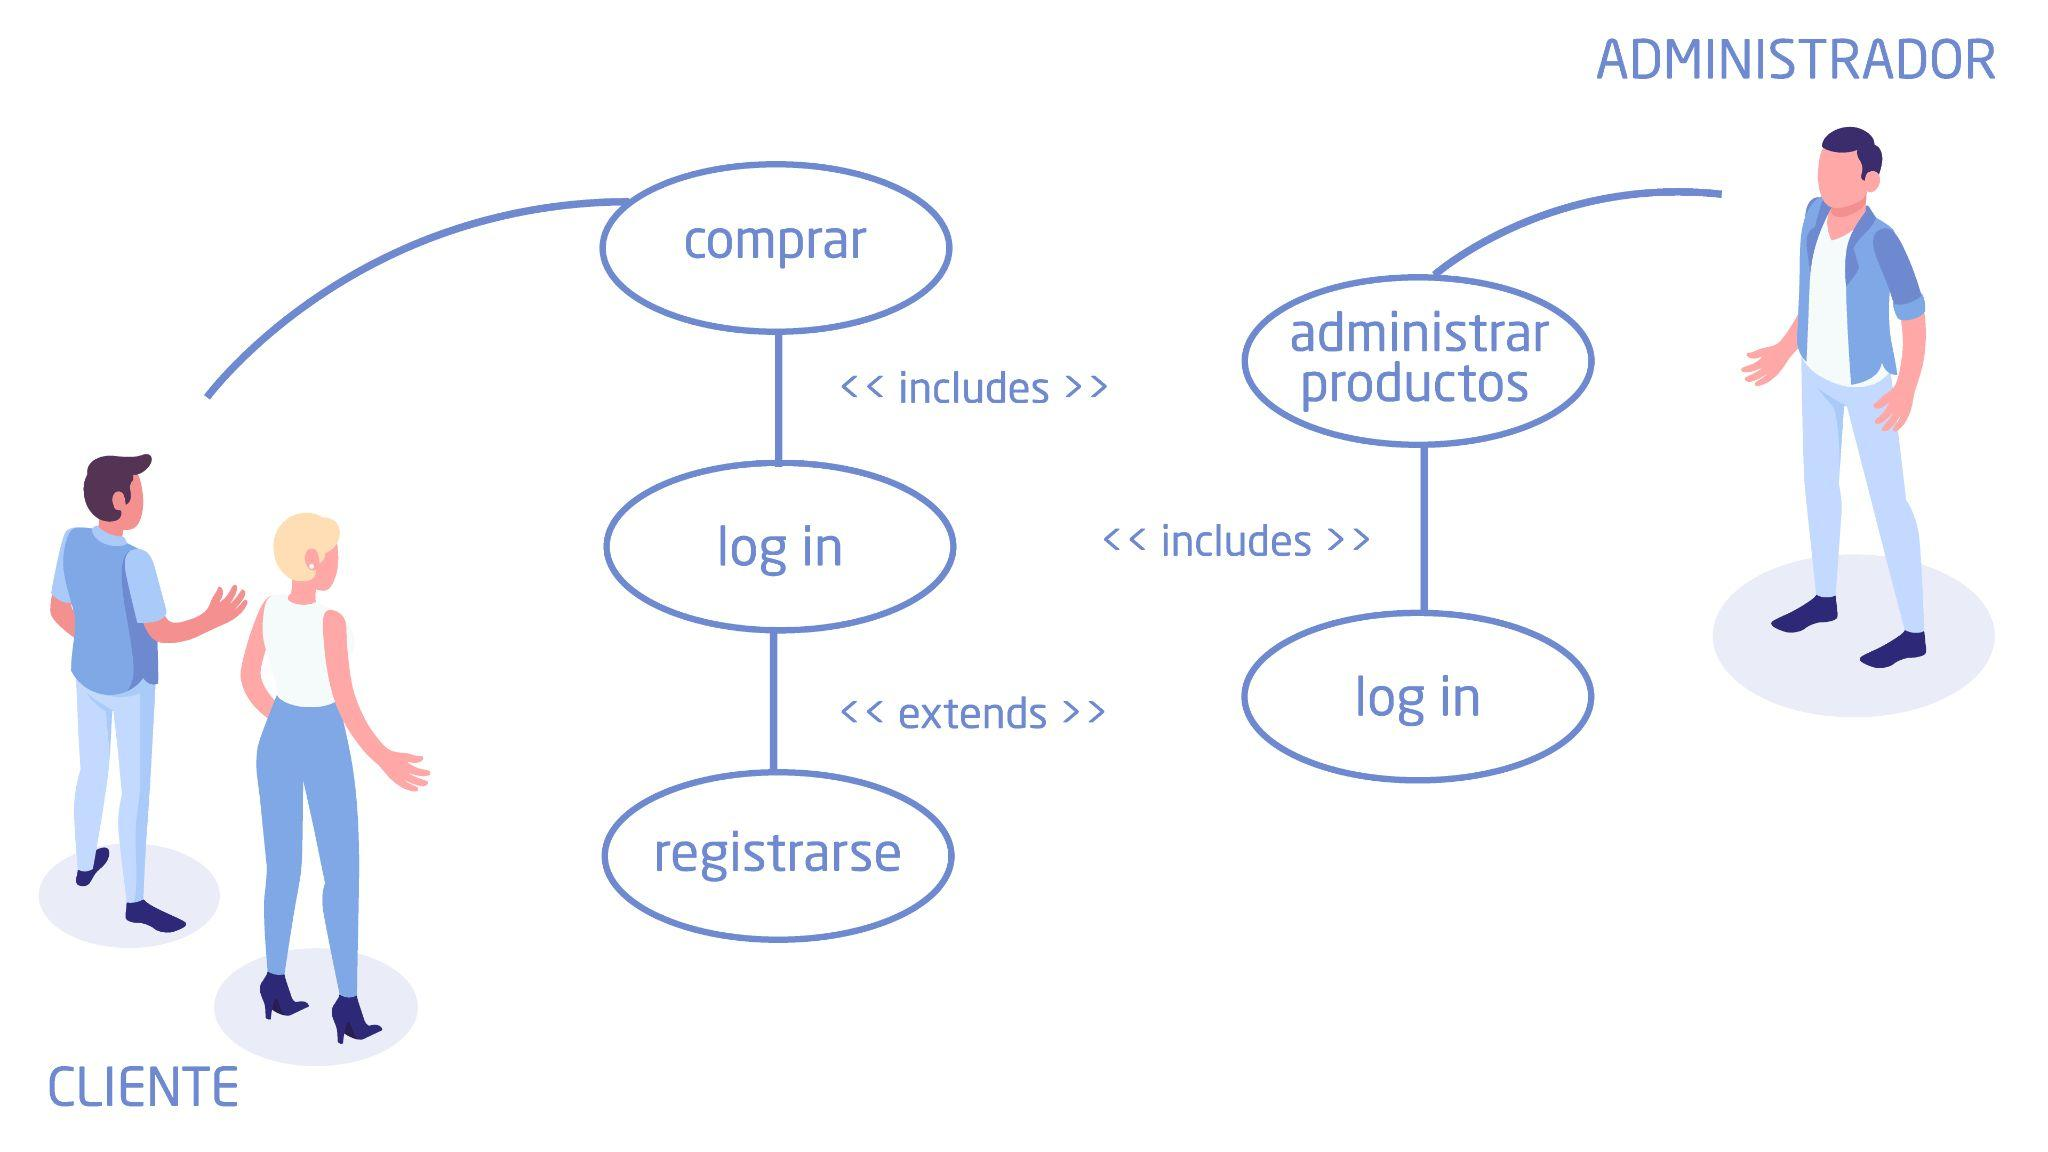 ADMINISTRADOR
comprar
administrar
productos
<< includes >>
log in
<< includes >>
<< extends >>
log in
registrarse
CLIENTE